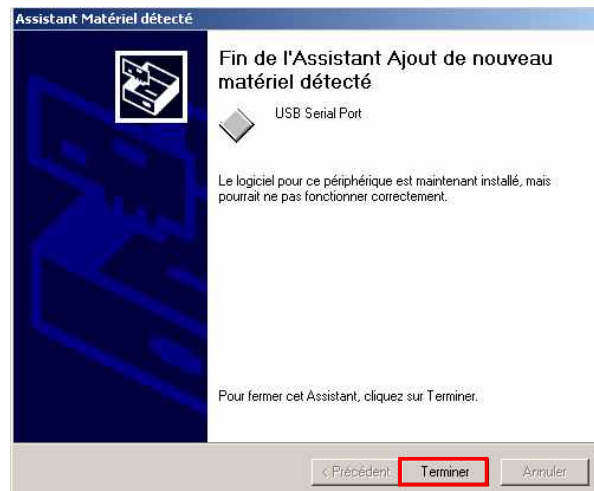 Assistant Matériel détecté
Fin de l'Assistant Ajout de nouveau
matériel détecté
USB Serial Port
Le logiciel pour ce périphérique est maintenant installé, mais
pourrait ne pas fonctionner correctement.
Pour fermer cet Assistant, cliquez sur Terminer.
< Précédent Terminer Annuler